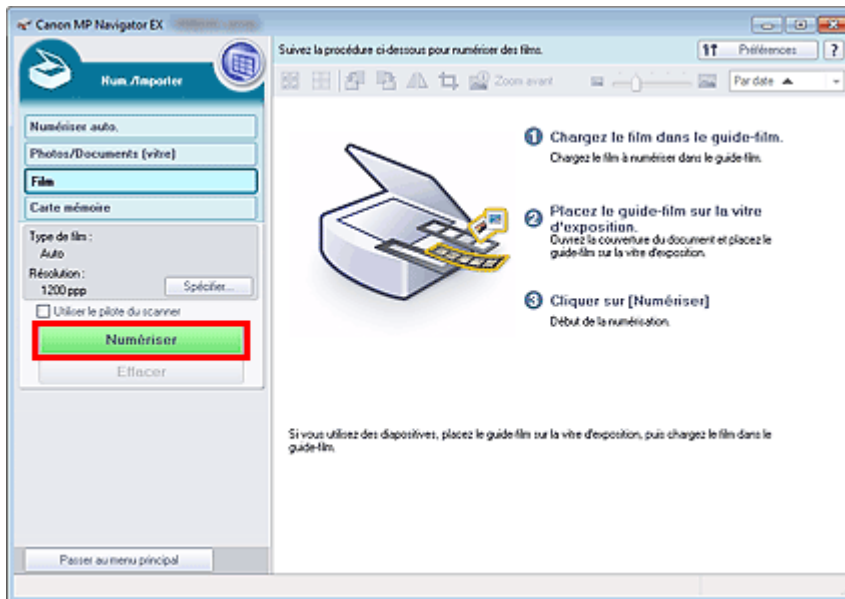 Canon MP Navigator EX
Suivez la procédure ci-dessous pour numériser des films.
Préférences
?
Num./Importer
Zoom avant
Par date
Numériser auto.
Photos/Documents (vitre)
Film
Carte mémoire
Type de film :
Auto
Résolution :
1200 ppp
Spécifier...
Utiliser le pilote du scanner
Numériser
Effacer
1 Chargez le film dans le guide-film.
Chargez le film à numériser dans le guide-film.
2 Placez le guide-film sur la vitre
d'exposition.
Ouvrez la couverture du document et placez le
guide-film sur la vitre d'exposition.
3 Cliquer sur [Numériser]
Début de la numérisation.
Si vous utilisez des diapositives, placez le guide-film sur la vitre d'exposition, puis chargez le film dans le
guide-film.
Passer au menu principal